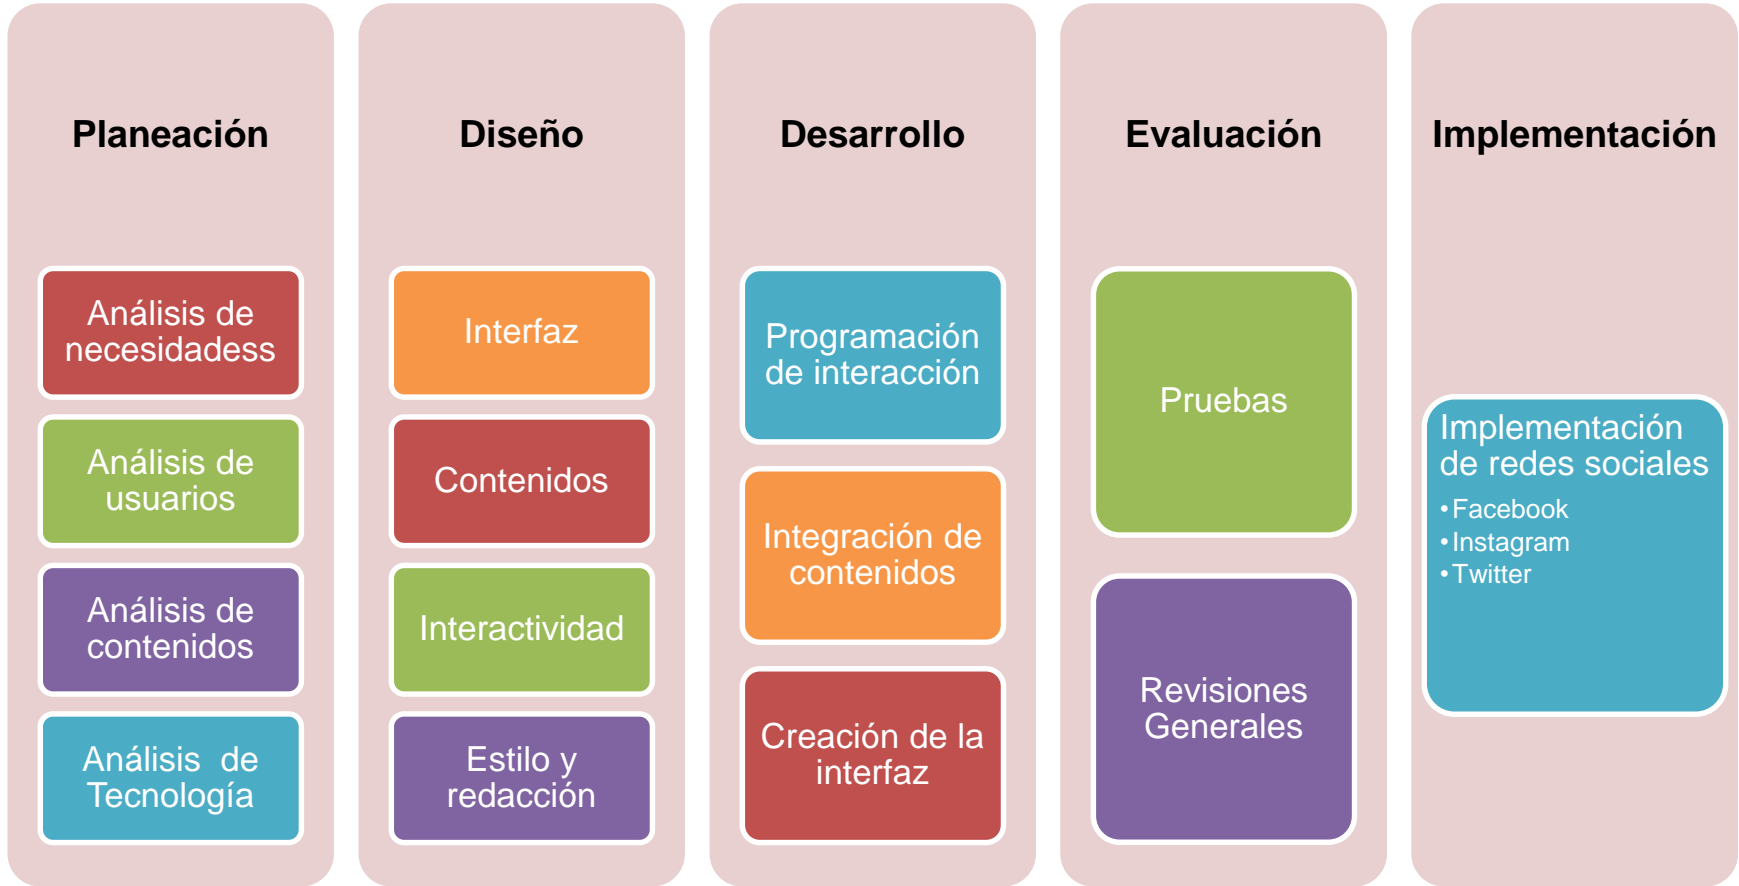 Planeación
Análisis de
necesidadess
Análisis de
usuarios
Análisis de
contenidos
Análisis  de
Tecnología
Diseño
Interfaz
Contenidos
Interactividad
Estilo y
redacción
Desarrollo
Programación
de interacción
Integración de
contenidos
Creación de la
interfaz
Evaluación
Pruebas
Revisiones
Generales
Implementación
Implementación
de redes sociales
• Facebook
• Instagram
• Twitter